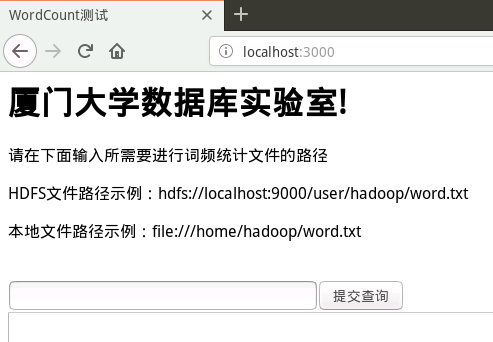 WordCount测试
localhost:3000
厦门大学数据库实验室!
请在下面输入所需要进行词频统计文件的路径
HDFS文件路径示例：hdfs://localhost:9000/user/hadoop/word.txt
本地文件路径示例：file:///home/hadoop/word.txt
提交查询